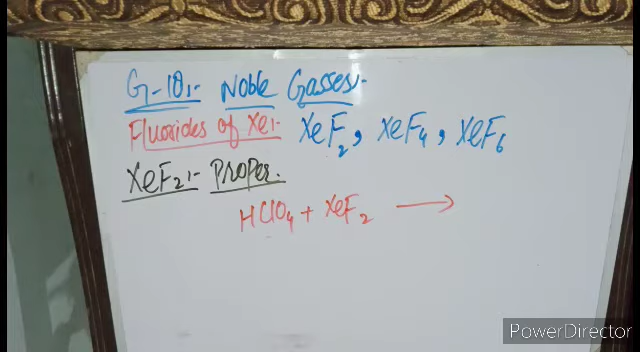 G-18:- Noble Gasses:-
Fluorides of Xe:- XeF2, XeF4, XeF6
XeF2:- Proper.
HClO4 + XeF2 ⟶
PowerDirector